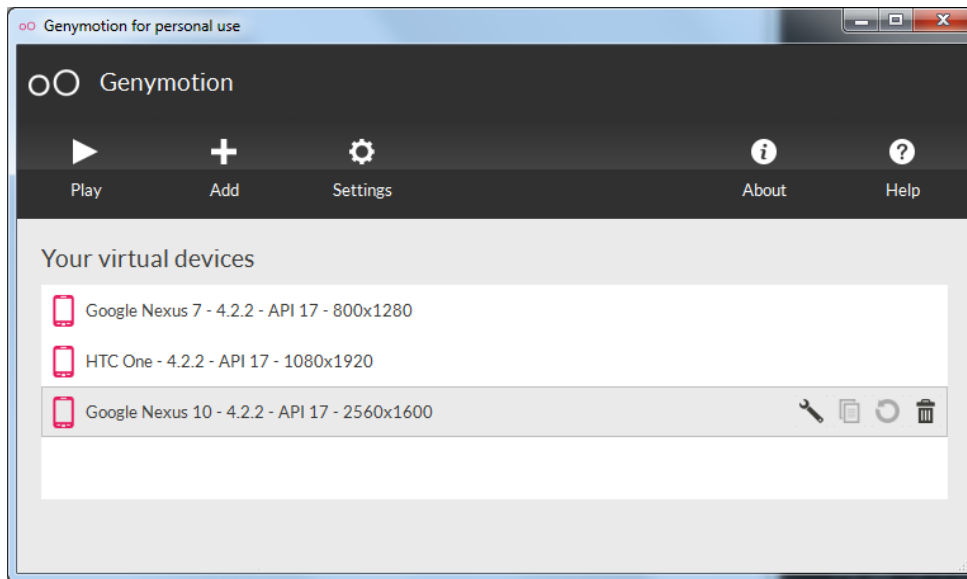 Genymotion for personal use
Genymotion
Play Add Settings About Help
Your virtual devices
Google Nexus 7 - 4.2.2 - API 17 - 800x1280
HTC One - 4.2.2 - API 17 - 1080x1920
Google Nexus 10 - 4.2.2 - API 17 - 2560x1600